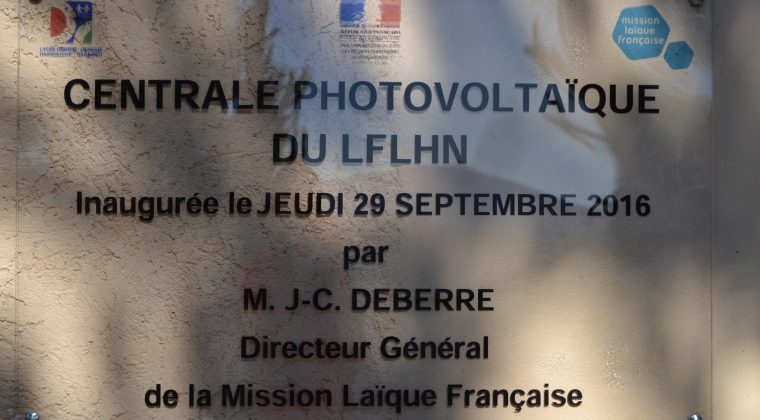 mission
laïque
française
CENTRALE PHOTOVOLTAÏQUE
DU LFLHN
Inaugurée le JEUDI 29 SEPTEMBRE 2016
par
M. J-C. DEBERRE
Directeur Général
de la Mission Laïque Française